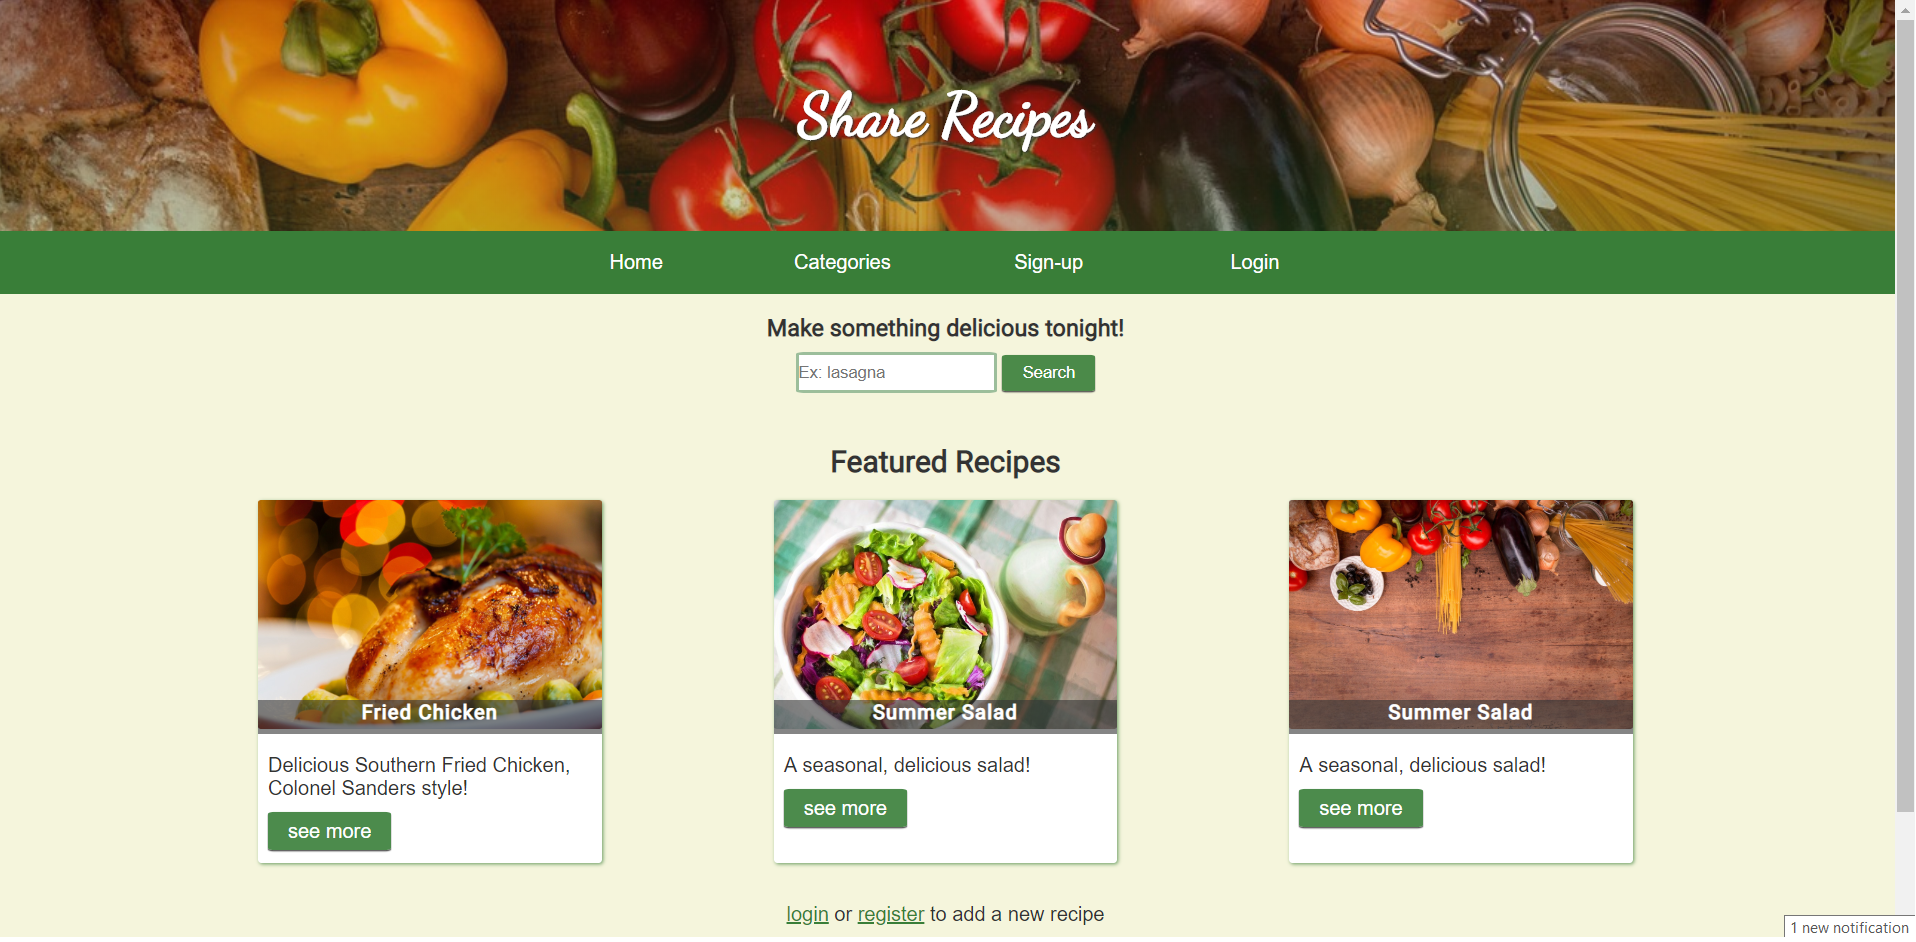 Share Recipes
Home Categories Sign-up Login
Make something delicious tonight!
Ex: lasagna Search
Featured Recipes
Fried Chicken
Delicious Southern Fried Chicken,
Colonel Sanders style!
see more
Summer Salad
A seasonal, delicious salad!
see more
Summer Salad
A seasonal, delicious salad!
see more
login or register to add a new recipe
1 new notification